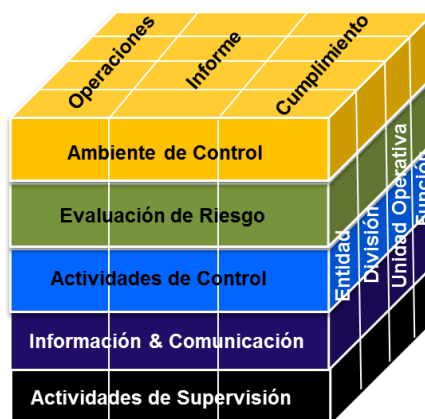 Operaciones
Informe
Cumplimiento
Ambiente de Control
Evaluación de Riesgo
Actividades de Control
Información & Comunicación
Actividades de Supervisión
Entidad
División
Unidad Operativa
Función